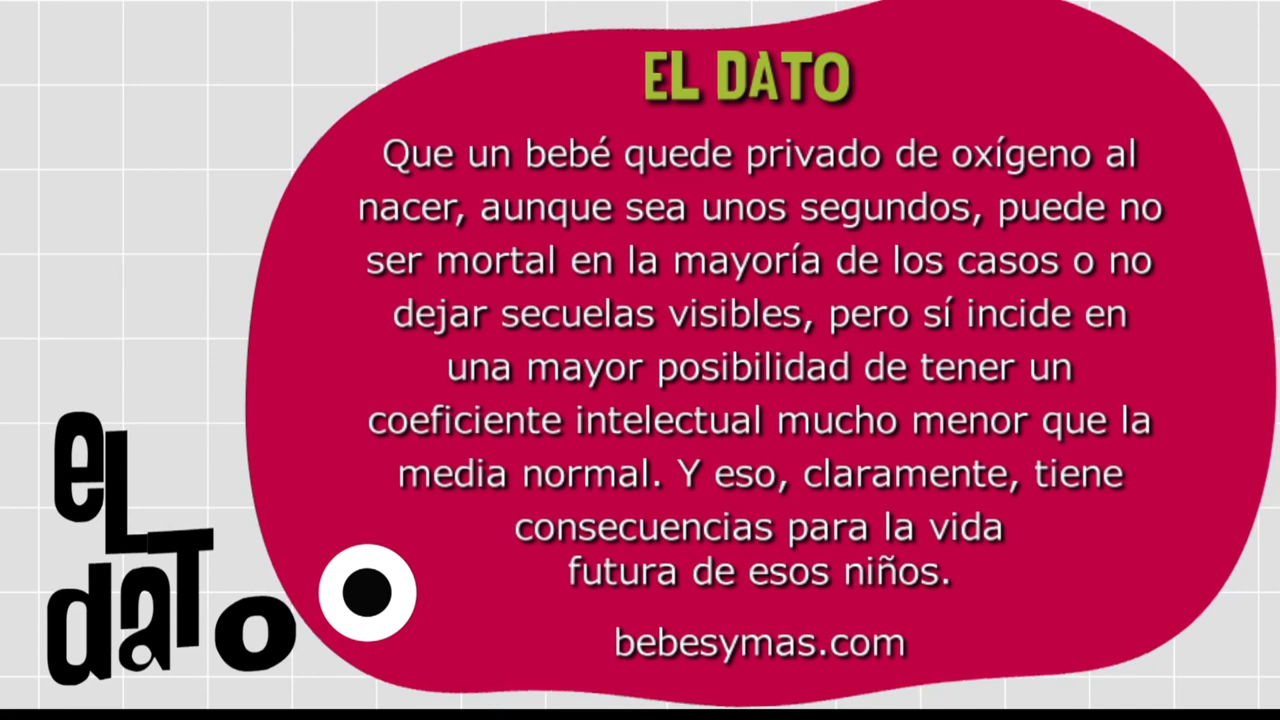 EL DATO
Que un bebé quede privado de oxígeno al
nacer, aunque sea unos segundos, puede no
ser mortal en la mayoría de los casos o no
dejar secuelas visibles, pero sí incide en
una mayor posibilidad de tener un
coeficiente intelectual mucho menor que la
media normal. Y eso, claramente, tiene
consecuencias para la vida
futura de esos niños.
bebesymas.com
eL
daTo